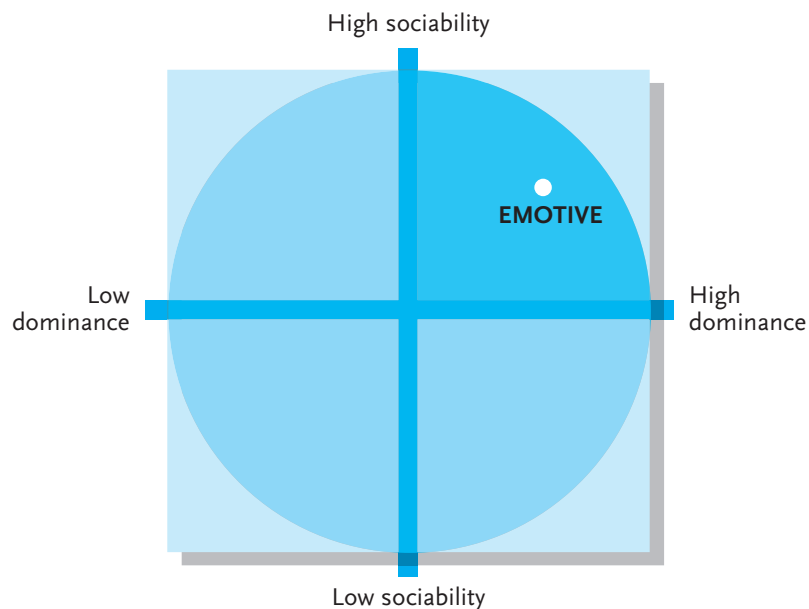 High sociability
EMOTIVE
Low
dominance
High
dominance
Low sociability